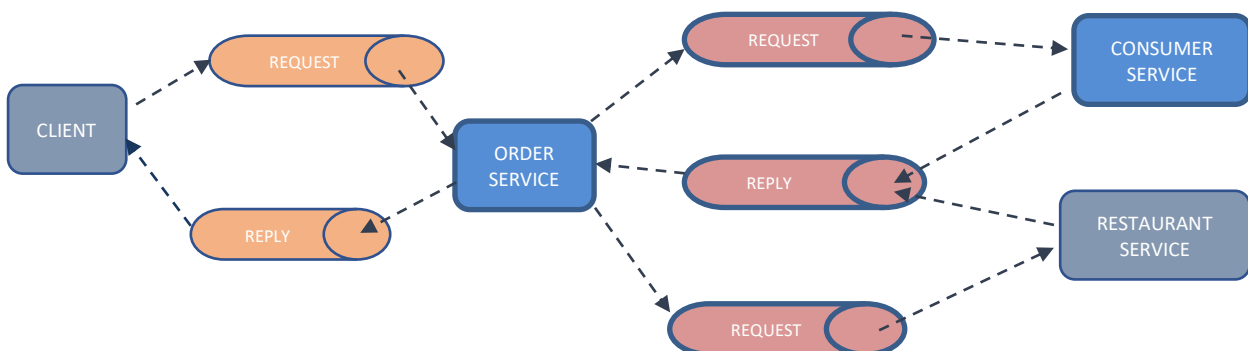 REQUEST
CLIENT
REPLY
ORDER
SERVICE
REQUEST
REPLY
REQUEST
CONSUMER
SERVICE
RESTAURANT
SERVICE